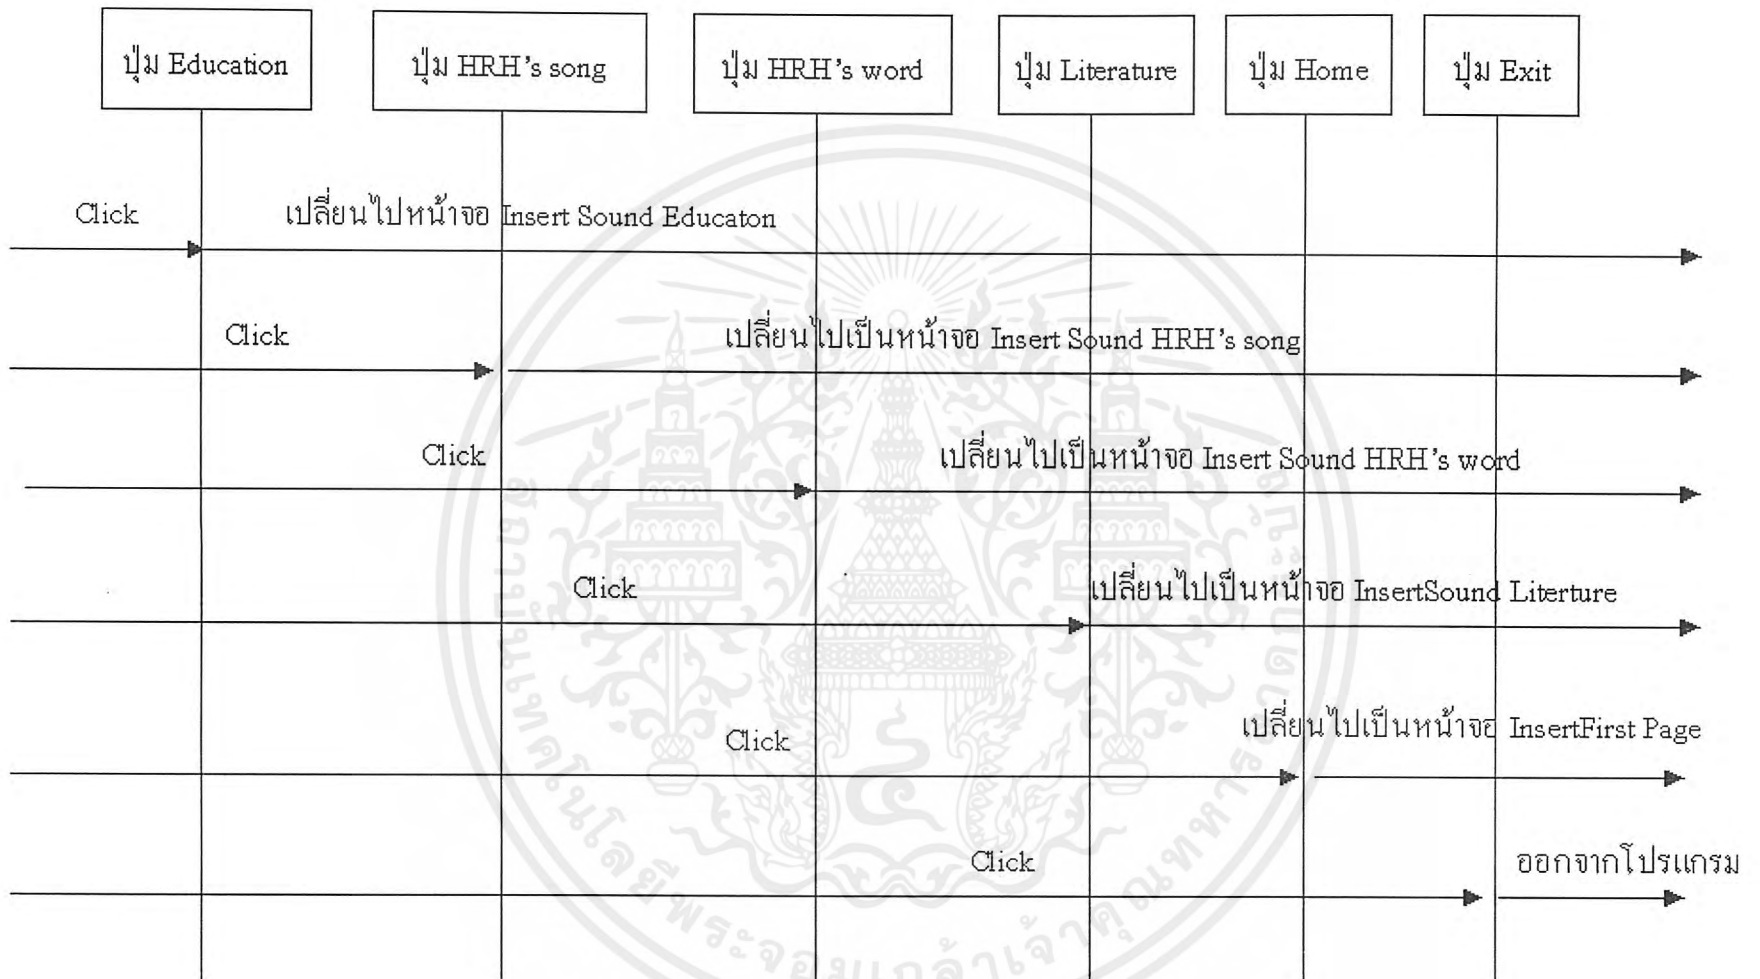 ปุ่ม Education
ปุ่ม HRH's song
ปุ่ม HRH's word
ปุ่ม Literature
ปุ่ม Home
ปุ่ม Exit
Click
เปลี่ยนไปหน้าจอ Insert Sound Educaton
Click
เปลี่ยนไปเป็นหน้าจอ Insert Sound HRH's song
Click
เปลี่ยนไปเป็นหน้าจอ Insert Sound HRH's word
Click
เปลี่ยนไปเป็นหน้าจอ InsertSound Literture
Click
เปลี่ยนไปเป็นหน้าจอ InsertFirst Page
Click
ออกจากโปรแกรม